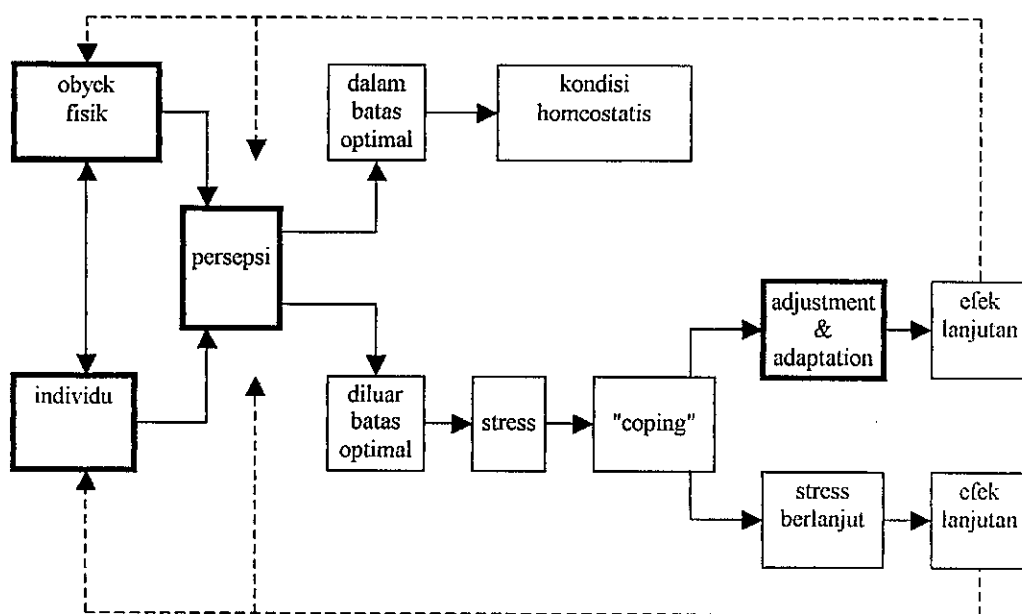 obyek
fisik
dalam
batas
optimal
kondisi
homeostatis
persepsi
individu
diluar
batas
optimal
stress
"coping"
adjustment
&
adaptation
efek
lanjutan
stress
berlanjut
efek
lanjutan